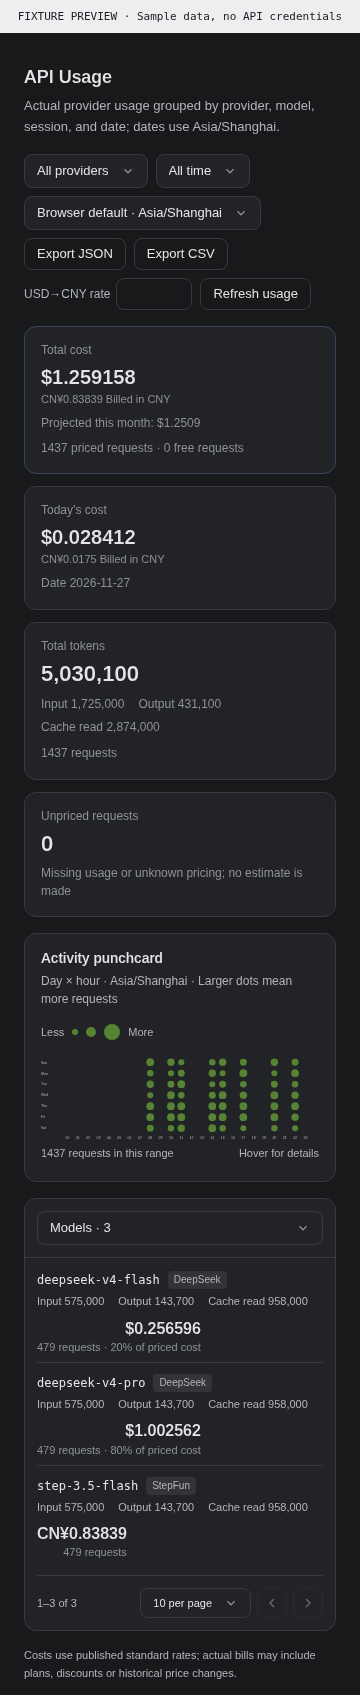 FIXTURE PREVIEW · Sample data, no API credentials
API Usage
Actual provider usage grouped by provider, model,
session, and date; dates use Asia/Shanghai.
All providers All time
Browser default · Asia/Shanghai
Export JSON Export CSV
USD→CNY rate Refresh usage
Total cost
$1.259158
CN¥0.83839 Billed in CNY
Projected this month: $1.2509
1437 priced requests · 0 free requests
Today's cost
$0.028412
CN¥0.0175 Billed in CNY
Date 2026-11-27
Total tokens
5,030,100
Input 1,725,000 Output 431,100
Cache read 2,874,000
1437 requests
Unpriced requests
0
Missing usage or unknown pricing; no estimate is
made
Activity punchcard
Day × hour · Asia/Shanghai · Larger dots mean
more requests
Less More
1437 requests in this range Hover for details
Models · 3
deepseek-v4-flash DeepSeek
Input 575,000 Output 143,700 Cache read 958,000
$0.256596
479 requests · 20% of priced cost
deepseek-v4-pro DeepSeek
Input 575,000 Output 143,700 Cache read 958,000
$1.002562
479 requests · 80% of priced cost
step-3.5-flash StepFun
Input 575,000 Output 143,700 Cache read 958,000
CN¥0.83839
479 requests
1–3 of 3 10 per page
Costs use published standard rates; actual bills may include
plans, discounts or historical price changes.